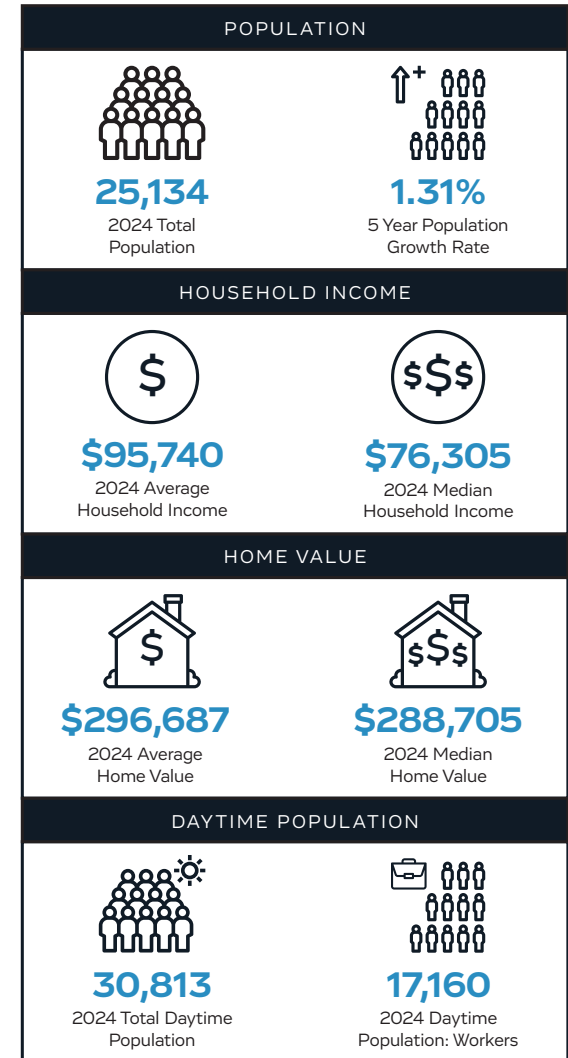 POPULATION
25,134
2024 Total
Population
1.31%
5 Year Population
Growth Rate
HOUSEHOLD INCOME
$
$95,740
2024 Average
Household Income
$$$
$76,305
2024 Median
Household Income
HOME VALUE
$
$296,687
2024 Average
Home Value
$$$
$288,705
2024 Median
Home Value
DAYTIME POPULATION
30,813
2024 Total Daytime
Population
17,160
2024 Daytime
Population: Workers